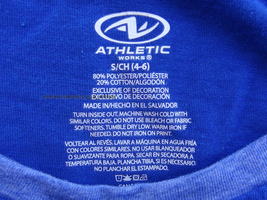 ATHLETIC
WORKS®
S/CH (4-6)
80% POLYESTER/POLIÉSTER
20% COTTON/ALGODÓN
EXCLUSIVE OF DECORATION
EXCLUSIVO DE DECORACIÓN
MADE IN/HECHO EN EL SALVADOR
TURN INSIDE OUT. MACHINE WASH COLD WITH
SIMILAR COLORS. DO NOT USE BLEACH OR FABRIC
SOFTENERS. TUMBLE DRY LOW. WARM IRON IF
NEEDED. DO NOT IRON ON PRINT.
VOLTEAR AL REVÉS. LAVAR A MÁQUINA EN AGUA FRÍA
CON COLORES SIMILARES. NO USAR BLANQUEADOR
O SUAVIZANTE PARA ROPA. SECAR EN SECADORA A
TEMPERATURA BAJA. PLANCHA TIBIA, SI ES NECESARIO.
NO PLANCHAR EL ESTAMPADO.